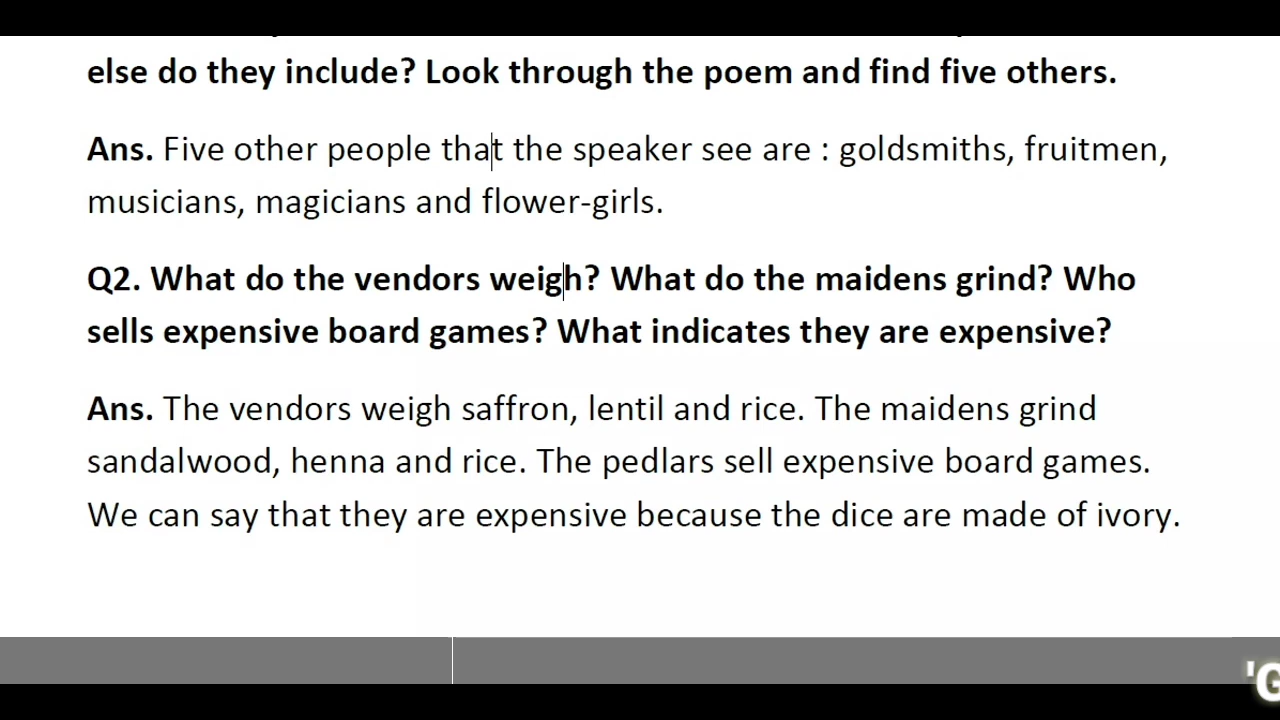 else do they include? Look through the poem and find five others.
Ans. Five other people that the speaker see are : goldsmiths, fruitmen,
musicians, magicians and flower-girls.
Q2. What do the vendors weigh? What do the maidens grind? Who
sells expensive board games? What indicates they are expensive?
Ans. The vendors weigh saffron, lentil and rice. The maidens grind
sandalwood, henna and rice. The pedlars sell expensive board games.
We can say that they are expensive because the dice are made of ivory.
'G